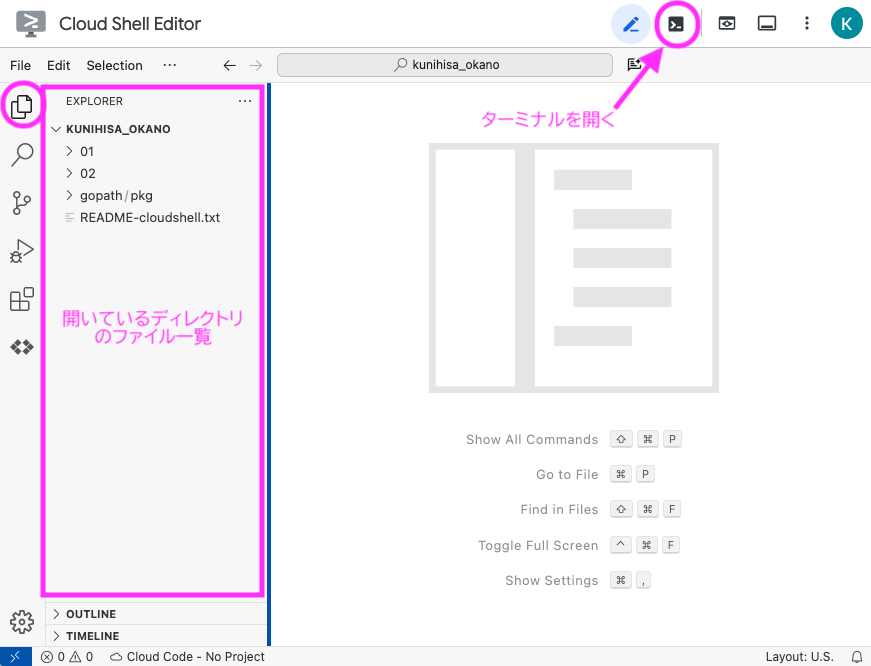 Cloud Shell Editor
K
File Edit Selection ···
kunihisa_okano
EXPLORER ···
ターミナルを開く
KUNIHISA_OKANO
01
02
gopath/pkg
README-cloudshell.txt
開いているディレクトリ
のファイル一覧
Show All Commands ⇧ ⌘ P
Go to File ⌘ P
Find in Files ⇧ ⌘ F
Toggle Full Screen ^ ⌘ F
Show Settings ⌘ ,
OUTLINE
TIMELINE
0 0 Cloud Code - No Project Layout: U.S.